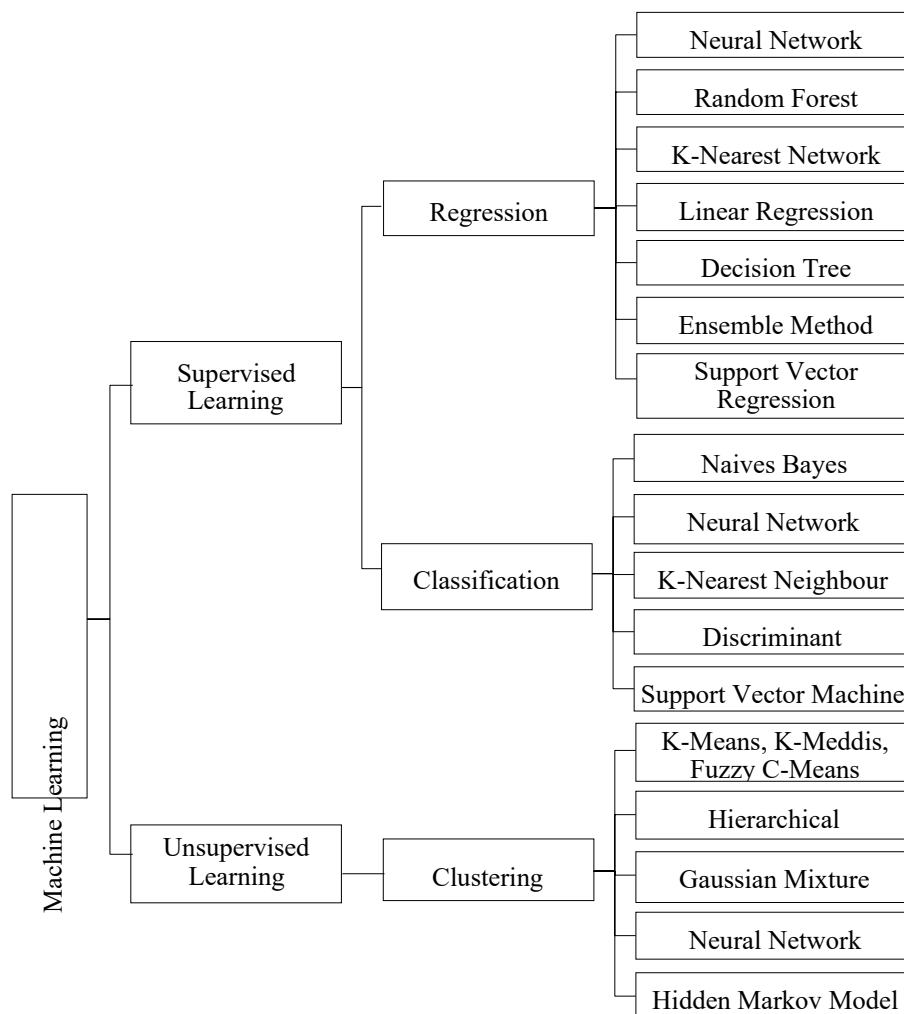 Neural Network
Random Forest
K-Nearest Network
Regression
Linear Regression
Decision Tree
Ensemble Method
Supervised
Learning
Support Vector
Regression
Naives Bayes
Neural Network
Classification
K-Nearest Neighbour
Discriminant
Support Vector Machine
Machine Learning
K-Means, K-Meddis,
Fuzzy C-Means
Hierarchical
Unsupervised
Learning
Clustering
Gaussian Mixture
Neural Network
Hidden Markov Model